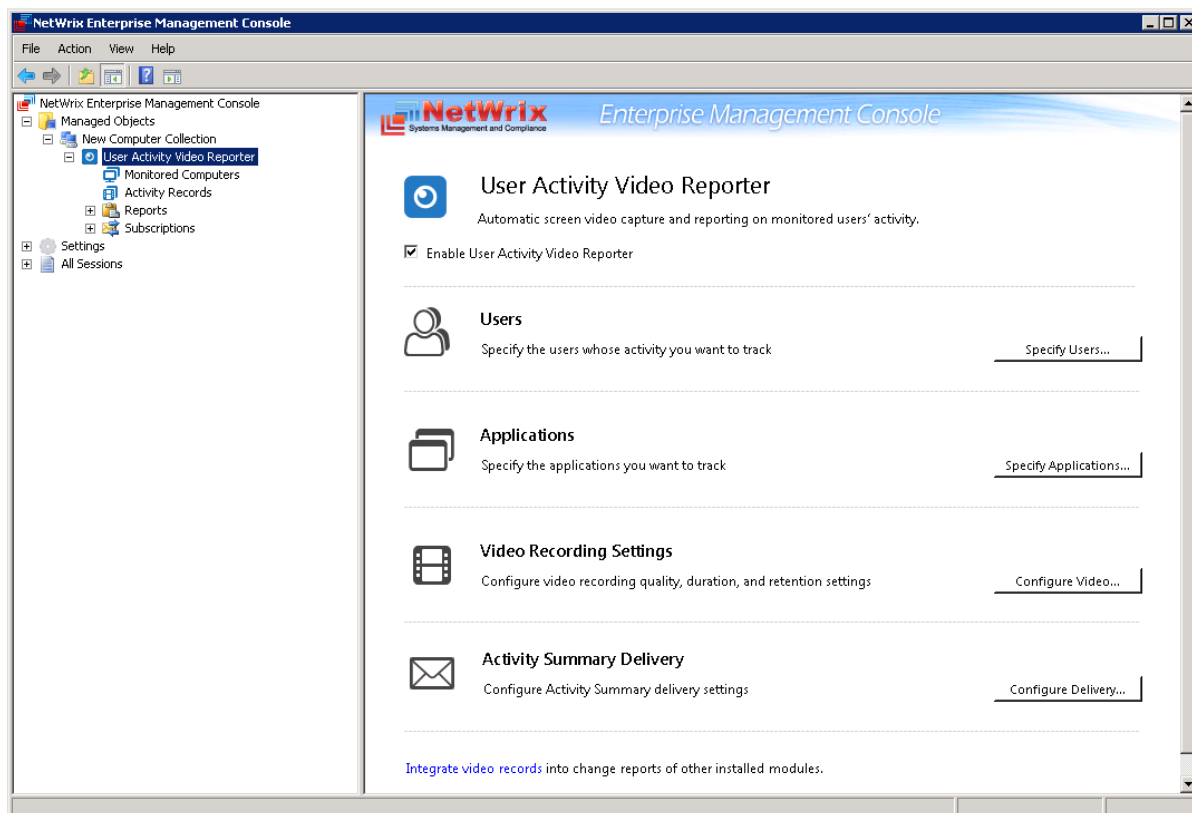 NetWrix Enterprise Management Console
File Action View Help
NetWrix Enterprise Management Console
Managed Objects
New Computer Collection
User Activity Video Reporter
Monitored Computers
Activity Records
Reports
Subscriptions
Settings
All Sessions
NetWrix
Systems Management and Compliance
Enterprise Management Console
User Activity Video Reporter
Automatic screen video capture and reporting on monitored users' activity.
Enable User Activity Video Reporter
Users
Specify the users whose activity you want to track
Specify Users...
Applications
Specify the applications you want to track
Specify Applications...
Video Recording Settings
Configure video recording quality, duration, and retention settings
Configure Video...
Activity Summary Delivery
Configure Activity Summary delivery settings
Configure Delivery...
Integrate video records into change reports of other installed modules.